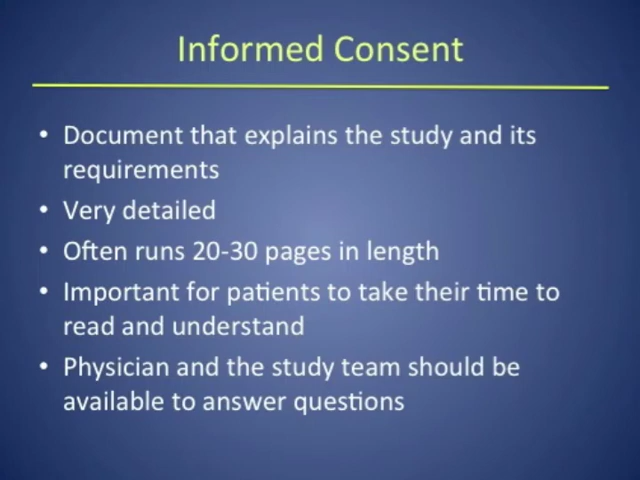 Informed Consent
• Document that explains the study and its
requirements
• Very detailed
• Often runs 20-30 pages in length
• Important for patients to take their time to
read and understand
• Physician and the study team should be
available to answer questions